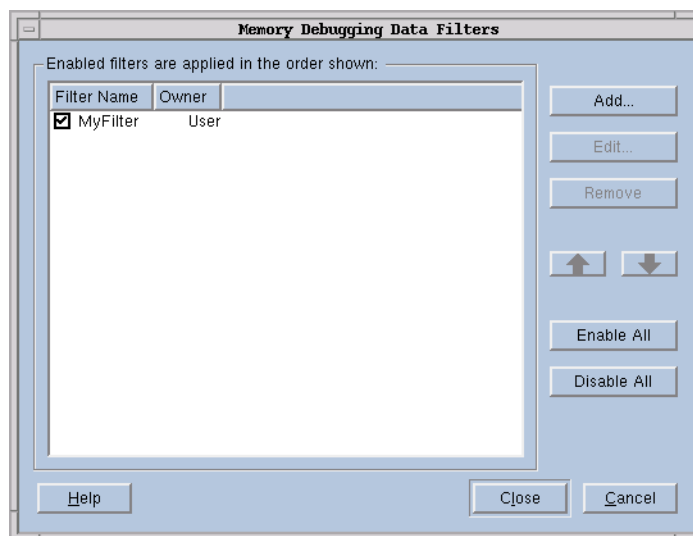 Memory Debugging Data Filters
Enabled filters are applied in the order shown:
Filter Name Owner
MyFilter User
Add...
Edit...
Remove
Enable All
Disable All
Help Close Cancel